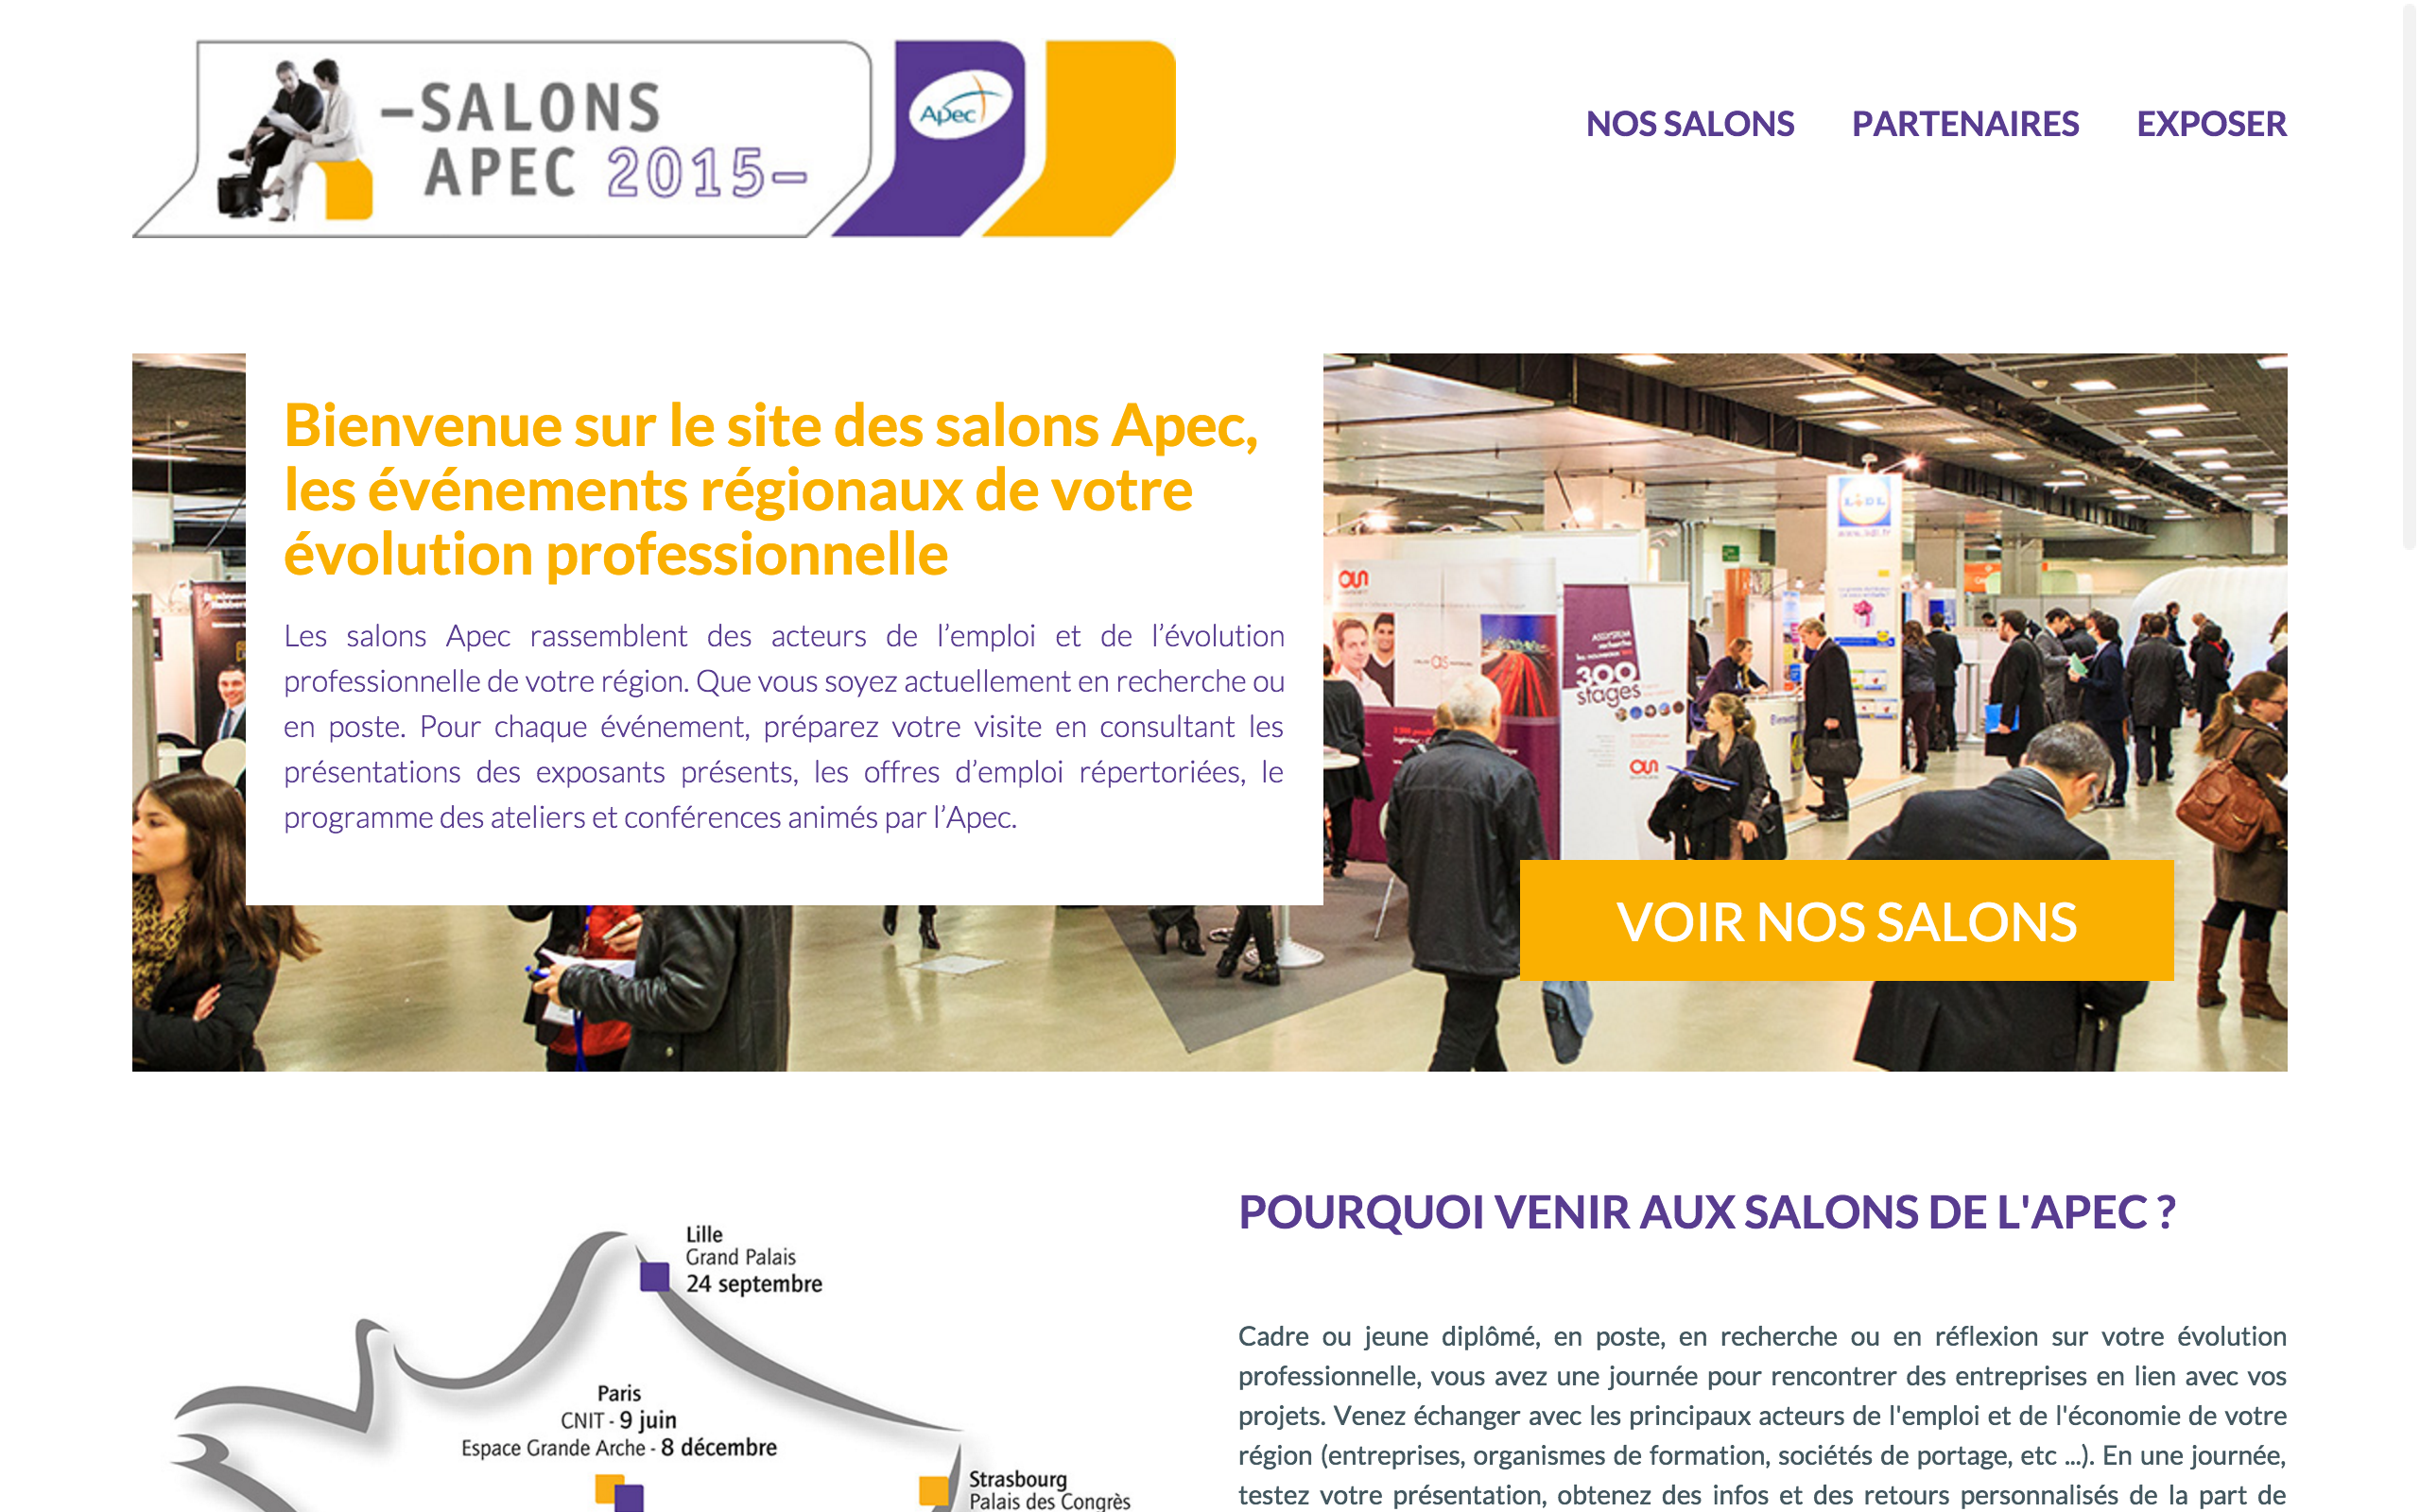 –SALONS
APEC 2015–
Apec
NOS SALONS PARTENAIRES EXPOSER
Bienvenue sur le site des salons Apec,
les événements régionaux de votre
évolution professionnelle
Les salons Apec rassemblent des acteurs de l’emploi et de l’évolution
professionnelle de votre région. Que vous soyez actuellement en recherche ou
en poste. Pour chaque événement, préparez votre visite en consultant les
présentations des exposants présents, les offres d’emploi répertoriées, le
programme des ateliers et conférences animés par l’Apec.
LIDL
www.lidl.fr
300
stages
VOIR NOS SALONS
Lille
Grand Palais
24 septembre
Paris
CNIT - 9 juin
Espace Grande Arche - 8 décembre
Strasbourg
Palais des Congrès
POURQUOI VENIR AUX SALONS DE L'APEC ?
Cadre ou jeune diplômé, en poste, en recherche ou en réflexion sur votre évolution
professionnelle, vous avez une journée pour rencontrer des entreprises en lien avec vos
projets. Venez échanger avec les principaux acteurs de l'emploi et de l'économie de votre
région (entreprises, organismes de formation, sociétés de portage, etc ...). En une journée,
testez votre présentation, obtenez des infos et des retours personnalisés de la part de